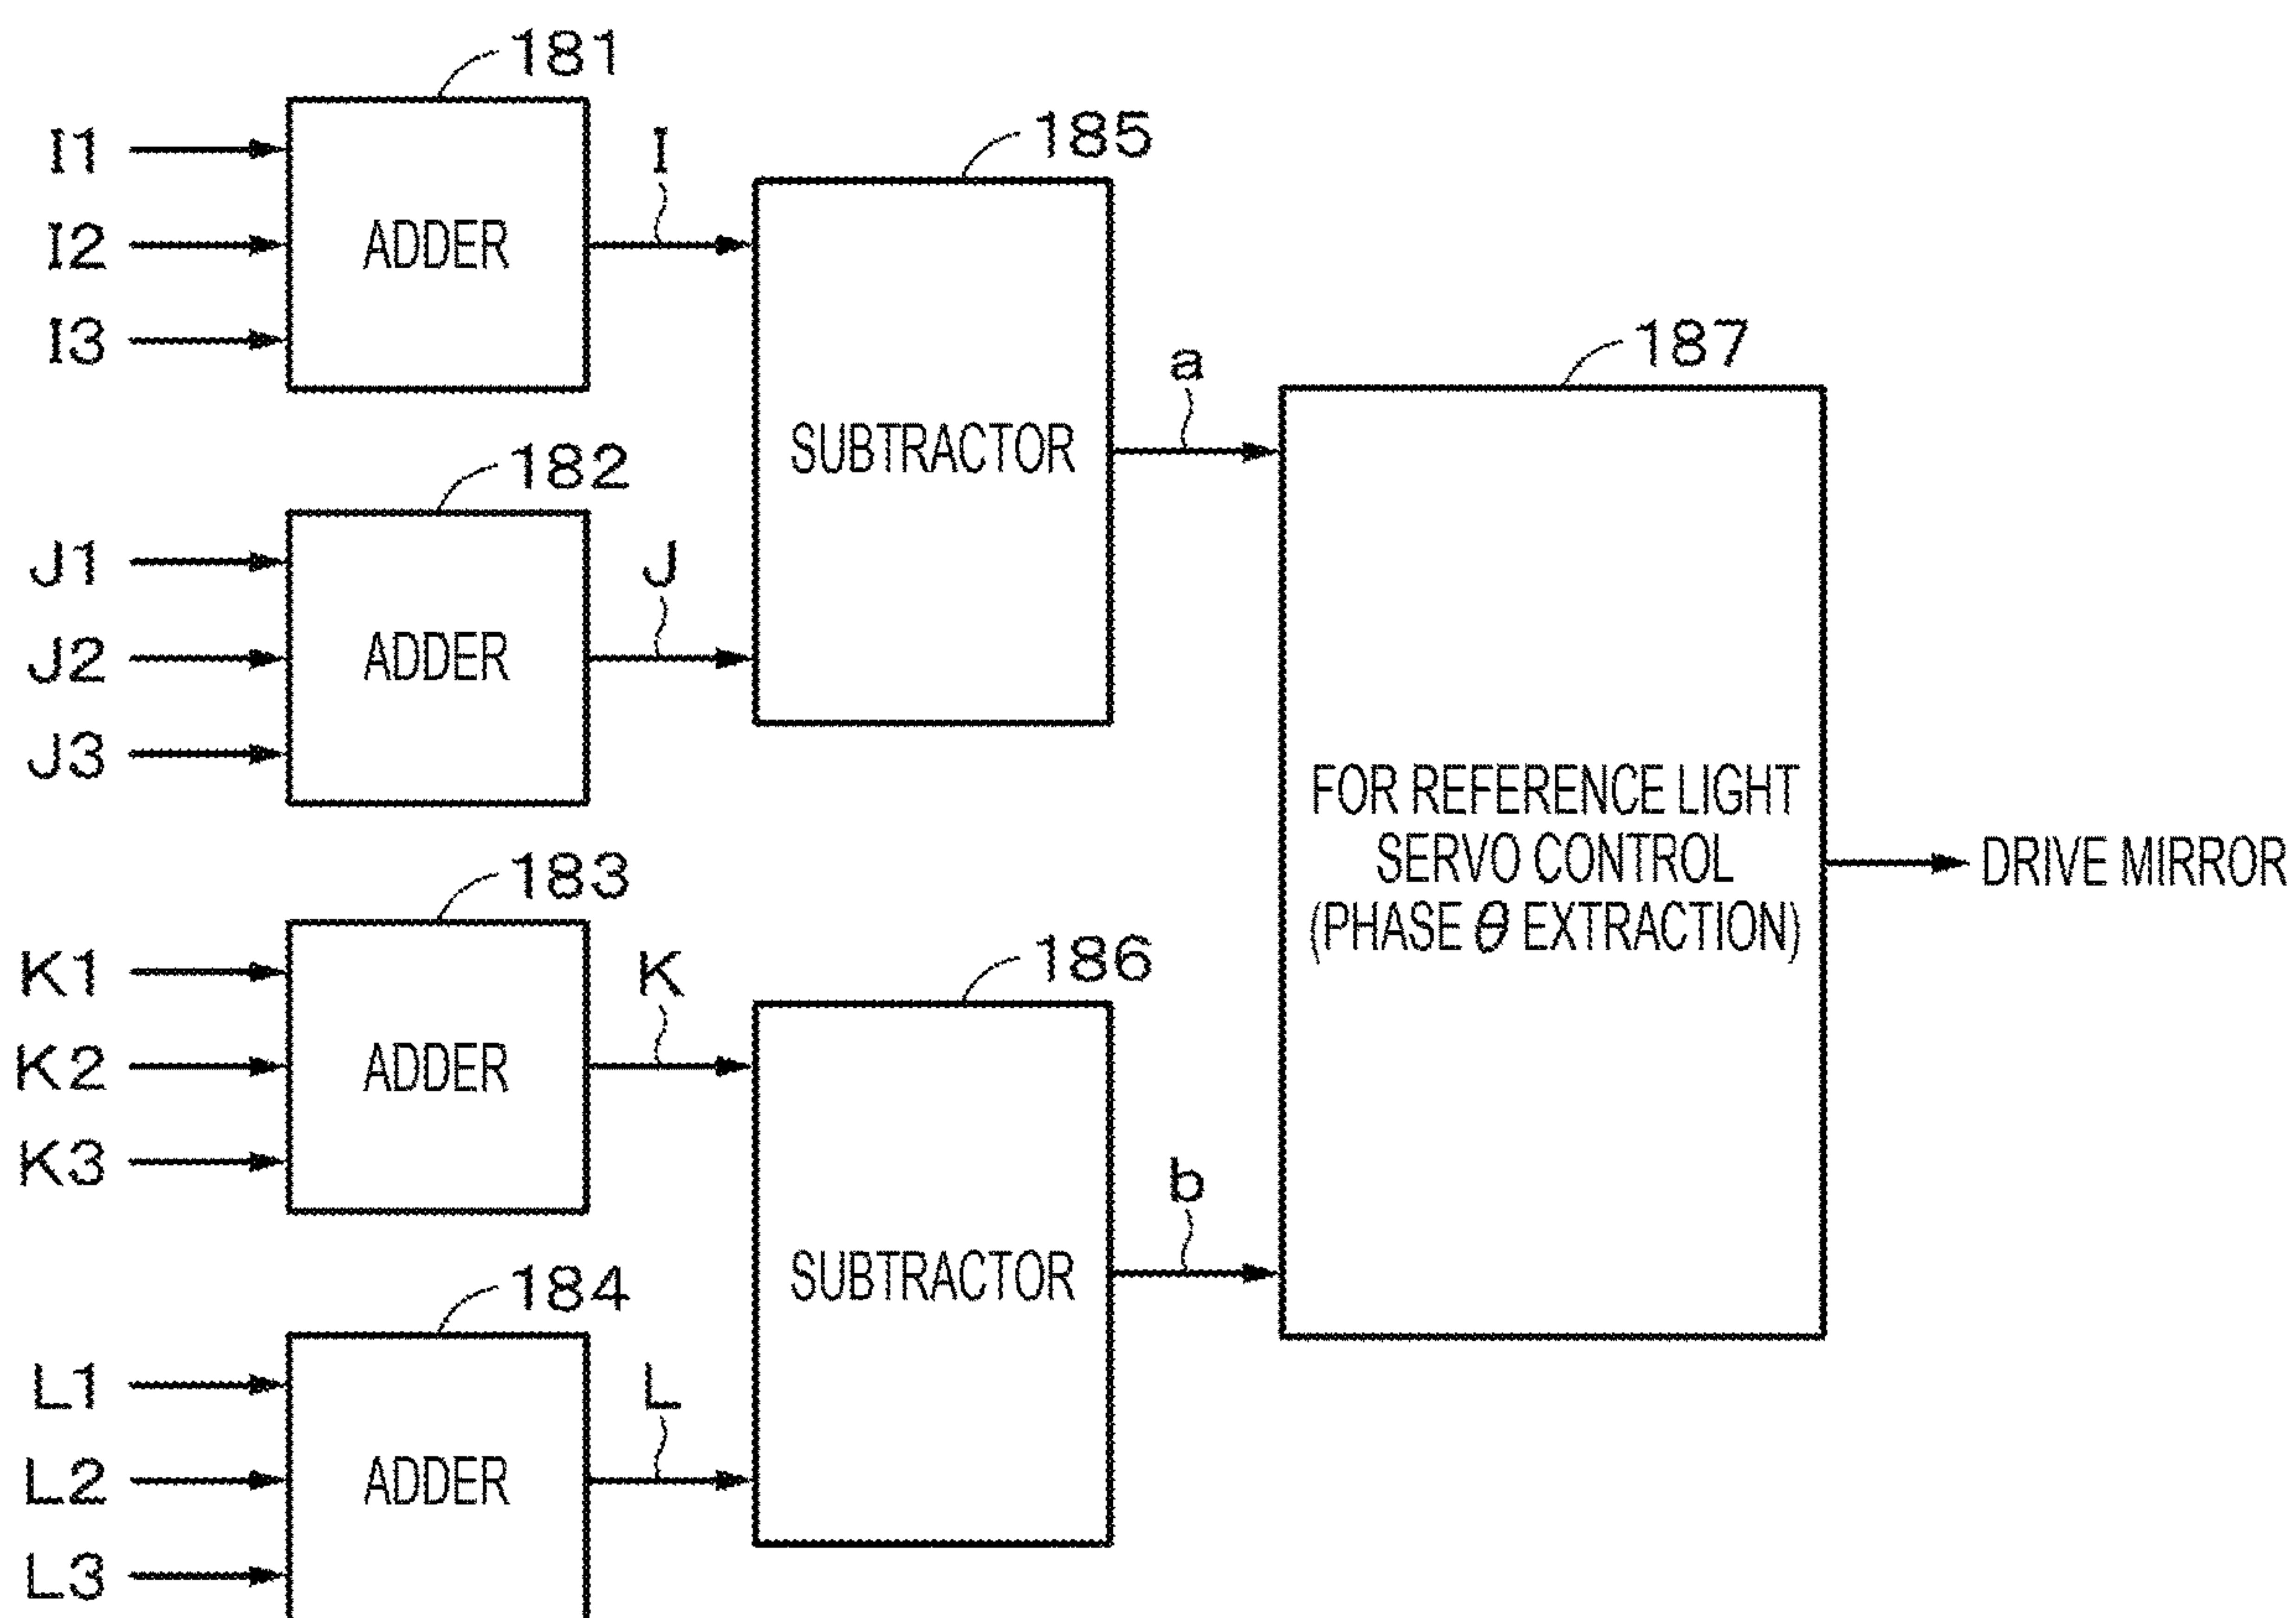 181
I1
I2
I3
ADDER
I
185
SUBTRACTOR
182
J1
J2
J3
ADDER
J
a
187
FOR REFERENCE LIGHT
SERVO CONTROL
(PHASE θ EXTRACTION)
DRIVE MIRROR
183
K1
K2
K3
ADDER
K
186
SUBTRACTOR
b
184
L1
L2
L3
ADDER
L